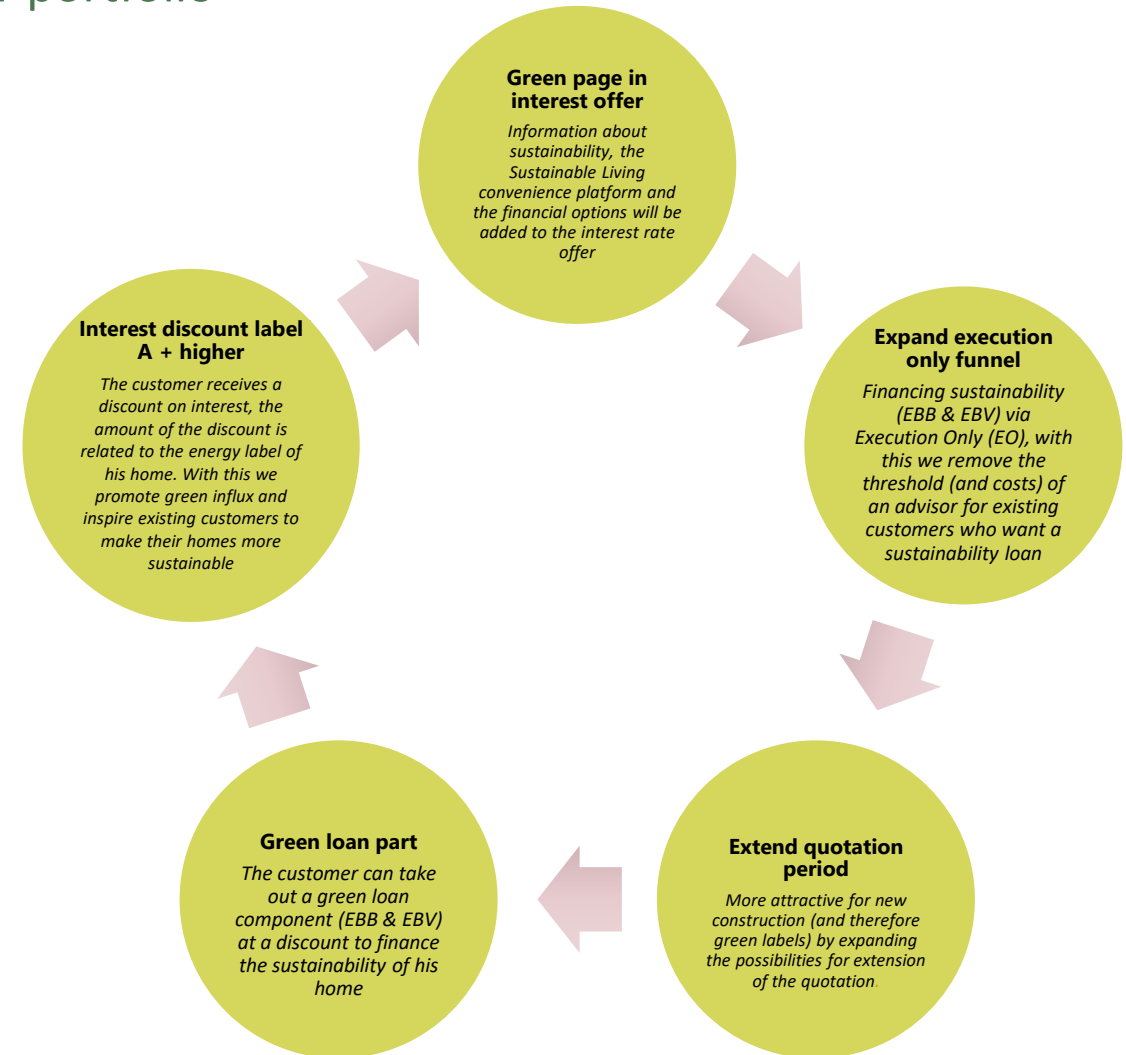 portfolio
Green page in
interest offer
Information about
sustainability, the
Sustainable Living
convenience platform and
the financial options will be
added to the interest rate
offer
Expand execution
only funnel
Financing sustainability
(EBB & EBV) via
Execution Only (EO), with
this we remove the
threshold (and costs) of
an advisor for existing
customers who want a
sustainability loan
Extend quotation
period
More attractive for new
construction (and therefore
green labels) by expanding
the possibilities for extension
of the quotation.
Green loan part
The customer can take
out a green loan
component (EBB & EBV)
at a discount to finance
the sustainability of his
home
Interest discount label
A + higher
The customer receives a
discount on interest, the
amount of the discount is
related to the energy label of
his home. With this we
promote green influx and
inspire existing customers to
make their homes more
sustainable